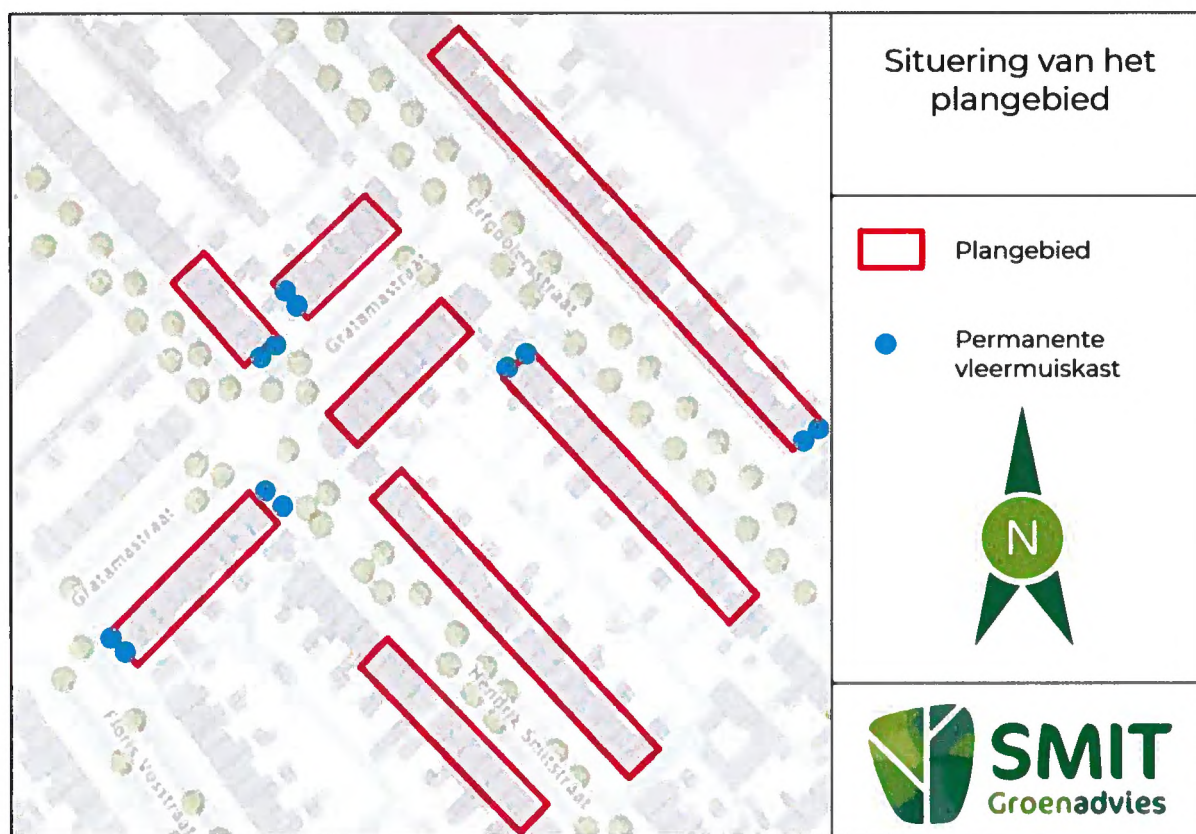 Situering van het
plangebied
Plangebied
Permanente
vleermuiskast
N
SMIT
Groenadvies
Gratamastraat
Gratamastraat
Hendrik Smitstraat